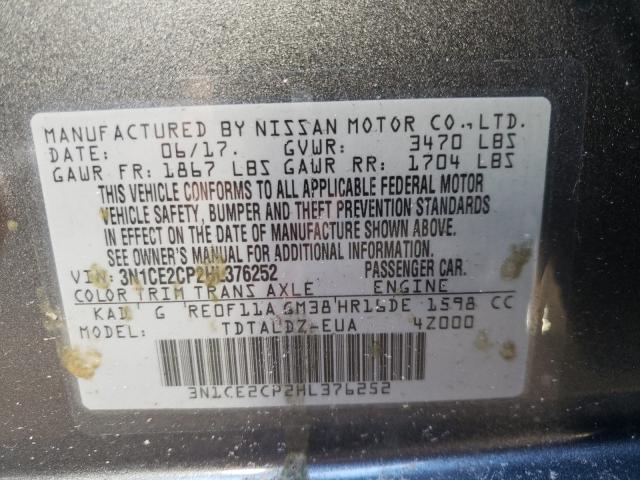 MANUFACTURED BY NISSAN MOTOR CO., LTD.
DATE: 06/17. GVWR: 3470 LBS
GAWR FR: 1867 LBS GAWR RR: 1704 LBS
THIS VEHICLE CONFORMS TO ALL APPLICABLE FEDERAL MOTOR
VEHICLE SAFETY, BUMPER AND THEFT PREVENTION STANDARDS
IN EFFECT ON THE DATE OF MANUFACTURE SHOWN ABOVE.
SEE OWNER'S MANUAL FOR ADDITIONAL INFORMATION.
VIN: 3N1CE2CP2HL376252 PASSENGER CAR.
COLOR TRIM TRANS AXLE ENGINE
KAD G RE0F11A GM38 HR16DE 1598 CC
MODEL: TDTALDZ-EUA 4Z000
3N1CE2CP2HL376252